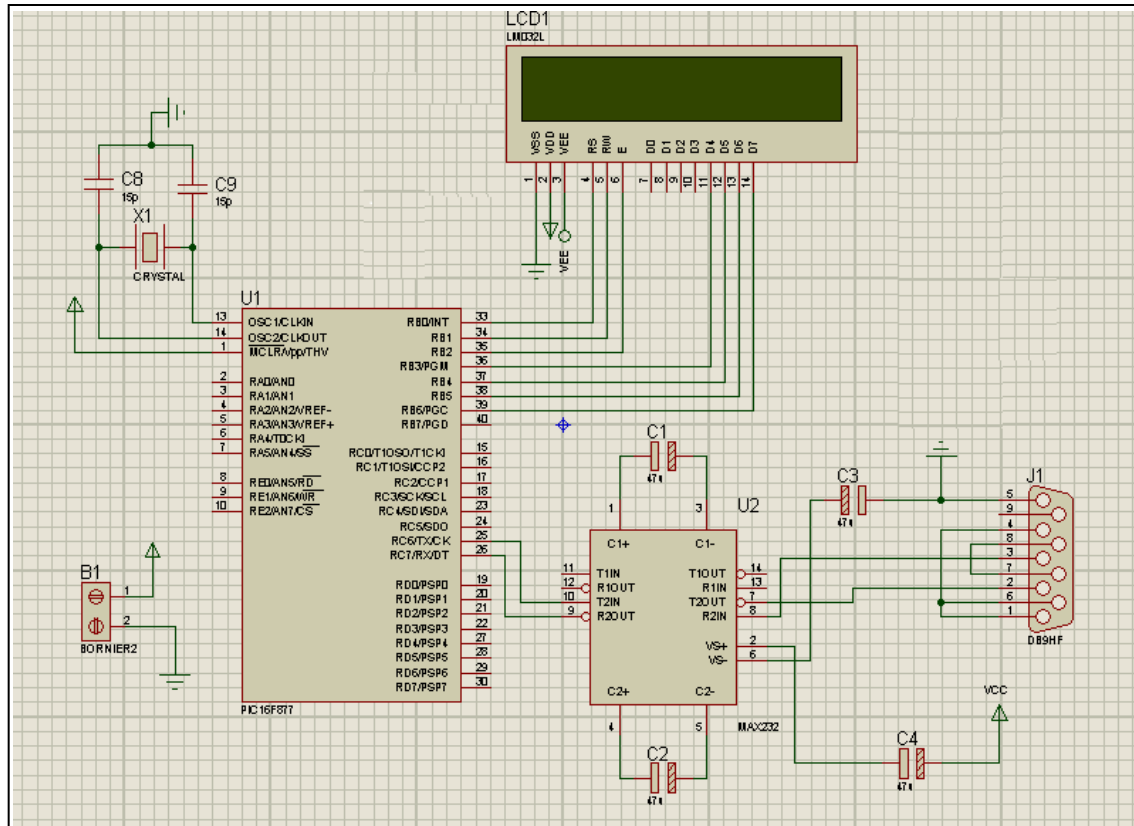 LCD1
LM032L
VSS VDD VEE RS RW E D0 D1 D2 D3 D4 D5 D6 D7
1 2 3 4 5 6 7 8 9 10 11 12 13 14
VEE
C8
15p
C9
15p
X1
CRYSTAL
U1
13 OSC1/CLKIN
14 OSC2/CLKOUT
1 MCLR/Vpp/THV
2 RA0/AN0
3 RA1/AN1
4 RA2/AN2/VREF-
5 RA3/AN3/VREF+
6 RA4/T0CKI
7 RA5/AN4/SS
8 RE0/AN5/RD
9 RE1/AN6/WR
10 RE2/AN7/CS
RB0/INT 33
RB1 34
RB2 35
RB3/PGM 36
RB4 37
RB5 38
RB6/PGC 39
RB7/PGD 40
RC0/T1OSO/T1CKI 15
RC1/T1OSI/CCP2 16
RC2/CCP1 17
RC3/SCK/SCL 18
RC4/SDI/SDA 23
RC5/SDO 24
RC6/TX/CK 25
RC7/RX/DT 26
RD0/PSP0 19
RD1/PSP1 20
RD2/PSP2 21
RD3/PSP3 22
RD4/PSP4 27
RD5/PSP5 28
RD6/PSP6 29
RD7/PSP7 30
PIC16F877
B1
1
2
BORNIER2
C1
47u
U2
1 3
C1+ C1-
11 T1IN
12 R1OUT
10 T2IN
9 R2OUT
T1OUT 14
R1IN 13
T2OUT 7
R2IN 8
VS+ 2
VS- 6
C2+ C2-
4 5
MAX232
C2
47u
C3
47u
C4
47u
VCC
J1
5
9
4
8
3
7
2
6
1
DB9HF